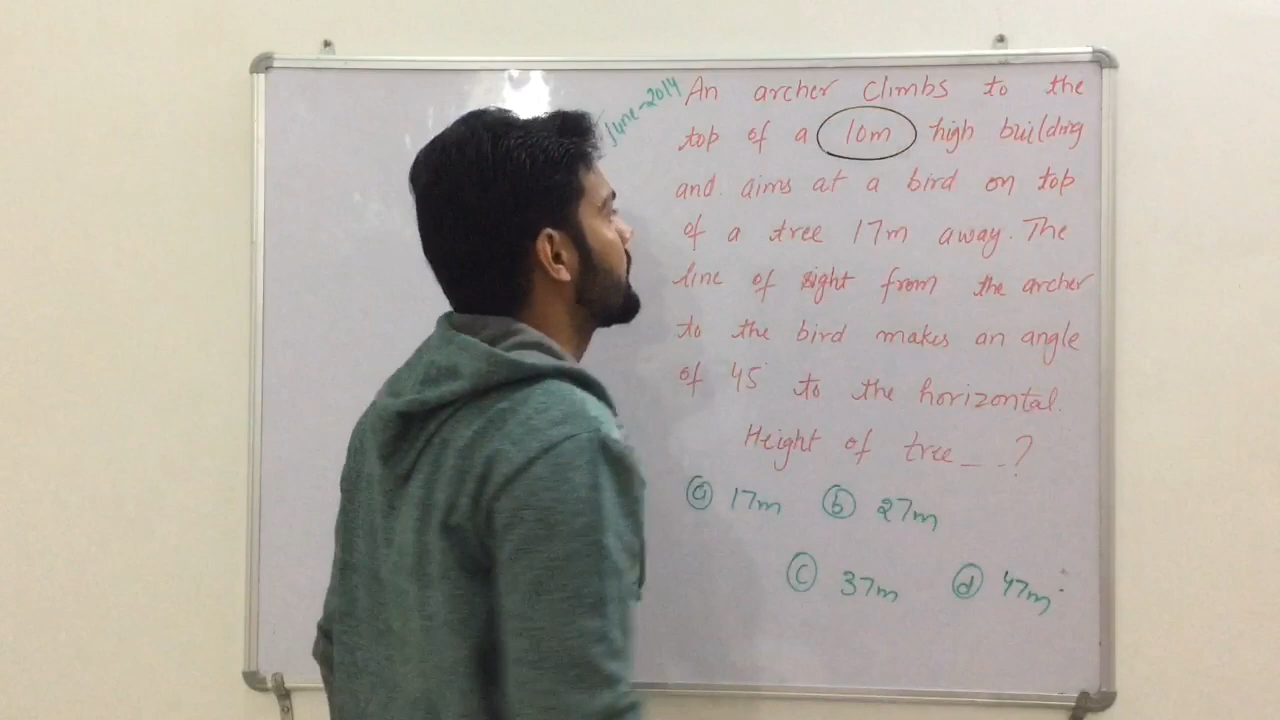 June-2014
An archer climbs to the
top of a 10m high building
and. aims at a bird on top
of a tree 17m away. The
line of sight from the archer
to the bird makes an angle
of 45° to the horizontal.
Height of tree _ _ . ?
ⓐ 17m ⓑ 27m
ⓒ 37m ⓓ 47m